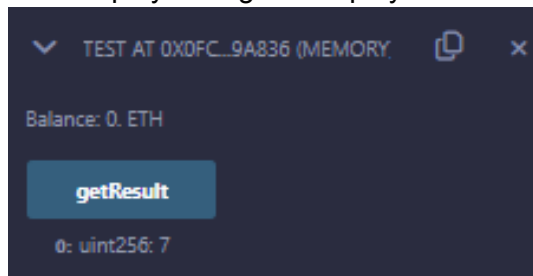 TEST AT 0X0FC...9A836 (MEMORY
Balance: 0. ETH
getResult
0: uint256: 7